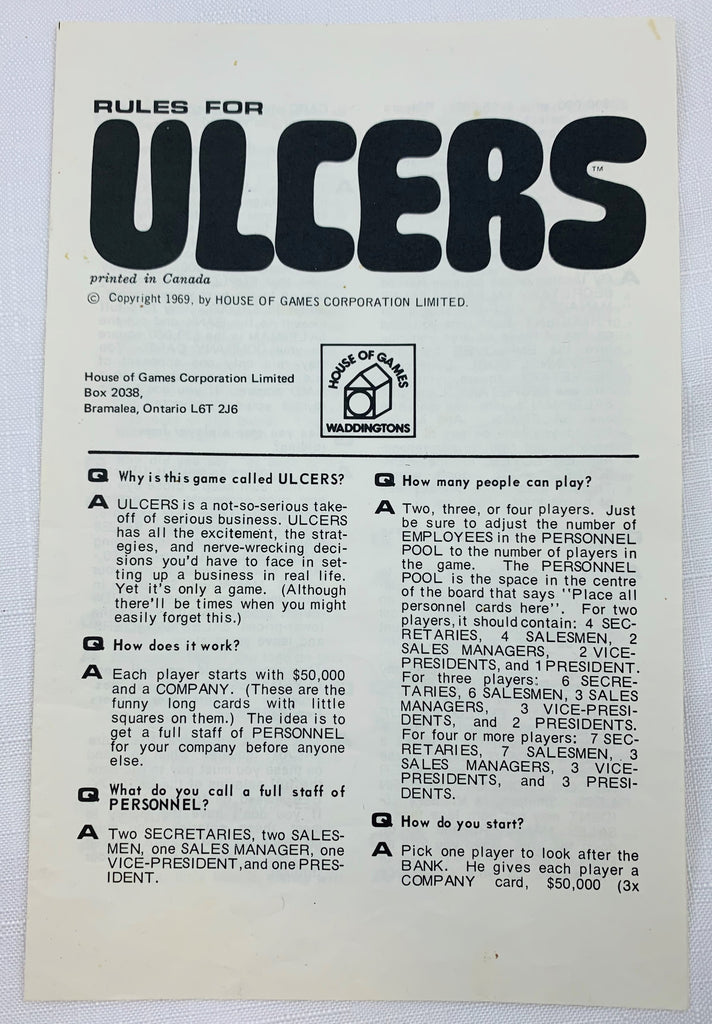 RULES FOR
ULCERS
TM
printed in Canada
© Copyright 1969, by HOUSE OF GAMES CORPORATION LIMITED.
House of Games Corporation Limited
Box 2038,
Bramalea, Ontario L6T 2J6
HOUSE OF GAMES
WADDINGTONS
Q Why is this game called ULCERS?
A ULCERS is a not-so-serious take-
off of serious business. ULCERS
has all the excitement, the strat-
egies, and nerve-wrecking deci-
sions you'd have to face in set-
ting up a business in real life.
Yet it's only a game. (Although
there'll be times when you might
easily forget this.)
Q How does it work?
A Each player starts with $50,000
and a COMPANY. (These are the
funny long cards with little
squares on them.) The idea is to
get a full staff of PERSONNEL
for your company before anyone
else.
Q What do you call a full staff of
PERSONNEL?
A Two SECRETARIES, two SALES-
MEN, one SALES MANAGER, one
VICE-PRESIDENT, and one PRES-
IDENT.
Q How many people can play?
A Two, three, or four players. Just
be sure to adjust the number of
EMPLOYEES in the PERSONNEL
POOL to the number of players in
the game. The PERSONNEL
POOL is the space in the centre
of the board that says "Place all
personnel cards here". For two
players, it should contain: 4 SEC-
RETARIES, 4 SALESMEN, 2
SALES MANAGERS, 2 VICE-
PRESIDENTS, and 1 PRESIDENT.
For three players: 6 SECRE-
TARIES, 6 SALESMEN, 3 SALES
MANAGERS, 3 VICE-PRESI-
DENTS, and 2 PRESIDENTS.
For four or more players: 7 SEC-
RETARIES, 7 SALESMEN, 3
SALES MANAGERS, 3 VICE-
PRESIDENTS, and 3 PRESI-
DENTS.
Q How do you start?
A Pick one player to look after the
BANK. He gives each player a
COMPANY card, $50,000 (3x